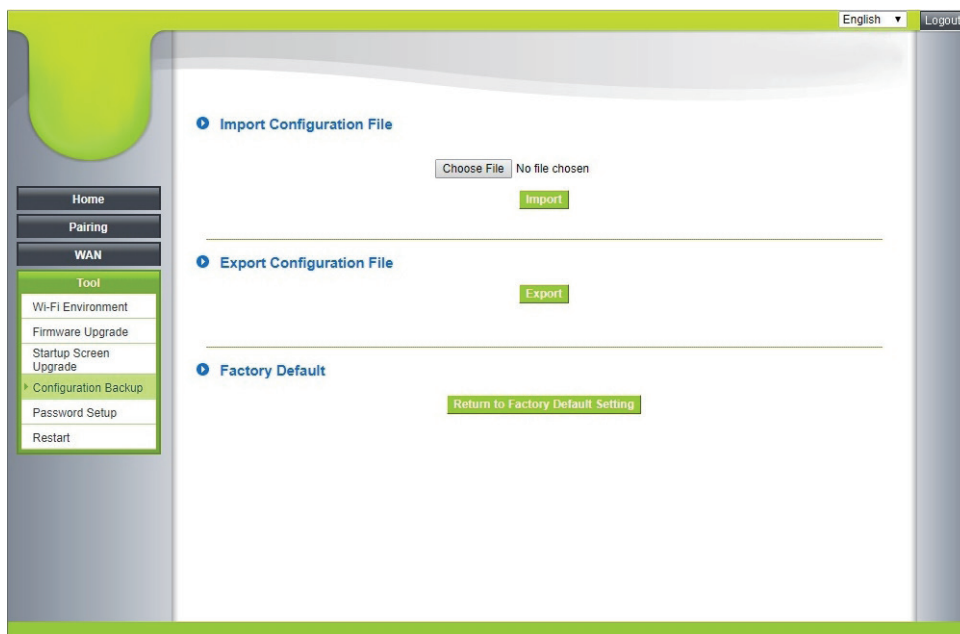 English
Logout
Import Configuration File
Choose File No file chosen
Import
Export Configuration File
Export
Factory Default
Return to Factory Default Setting
Home
Pairing
WAN
Tool
Wi-Fi Environment
Firmware Upgrade
Startup Screen
Upgrade
Configuration Backup
Password Setup
Restart